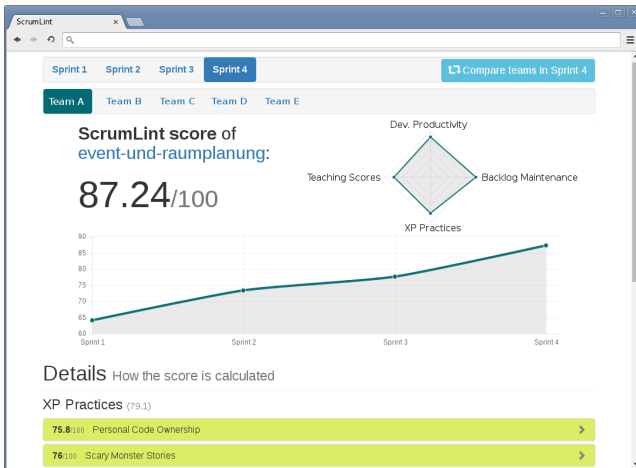 ScrumLint
Sprint 1 Sprint 2 Sprint 3 Sprint 4 Compare teams in Sprint 4
Team A Team B Team C Team D Team E
ScrumLint score of
event-und-raumplanung:
87.24/100
Dev. Productivity
Teaching Scores Backlog Maintenance
XP Practices
90
85
80
75
70
65
60
Sprint 1 Sprint 2 Sprint 3 Sprint 4
Details How the score is calculated
XP Practices (79.1)
75.8/100 Personal Code Ownership
76/100 Scary Monster Stories